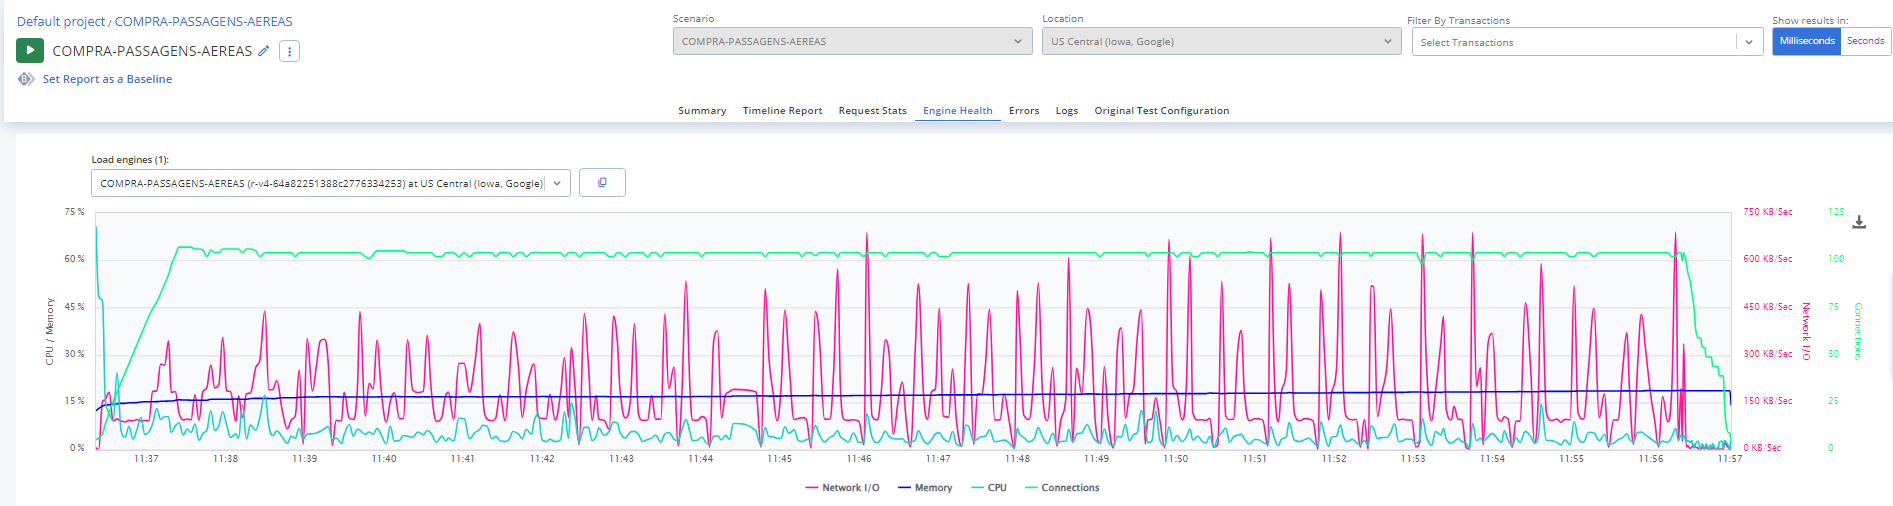 Default project / COMPRA-PASSAGENS-AEREAS
COMPRA-PASSAGENS-AEREAS
Set Report as a Baseline
Scenario
COMPRA-PASSAGENS-AEREAS
Location
US Central (Iowa, Google)
Filter By Transactions
Select Transactions
Show results in:
Milliseconds Seconds
Summary Timeline Report Request Stats Engine Health Errors Logs Original Test Configuration
Load engines (1):
COMPRA-PASSAGENS-AEREAS (r-v4-64a82251388c2776334253) at US Central (Iowa, Google)
75 % 750 KB/Sec 125
60 % 600 KB/Sec 100
45 % 450 KB/Sec 75
30 % 300 KB/Sec 50
15 % 150 KB/Sec 25
0 % 0 KB/Sec 0
CPU / Memory
Network I/O
Connections
11:37 11:38 11:39 11:40 11:41 11:42 11:43 11:44 11:45 11:46 11:47 11:48 11:49 11:50 11:51 11:52 11:53 11:54 11:55 11:56 11:57
Network I/O Memory CPU Connections